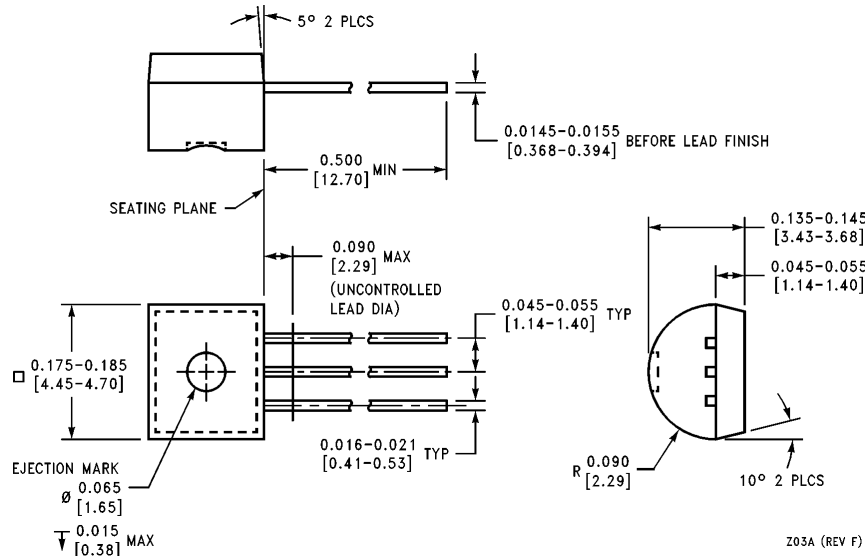 5° 2 PLCS
0.0145-0.0155
[0.368-0.394]
BEFORE LEAD FINISH
0.500
[12.70]
MIN
SEATING PLANE
0.135-0.145
[3.43-3.68]
0.045-0.055
[1.14-1.40]
0.090
[2.29]
MAX
(UNCONTROLLED
LEAD DIA)
0.045-0.055
[1.14-1.40]
TYP
□ 0.175-0.185
[4.45-4.70]
0.016-0.021
[0.41-0.53]
TYP
EJECTION MARK
Ø 0.065
[1.65]
0.015
[0.38]
MAX
R 0.090
[2.29]
10° 2 PLCS
Z03A (REV F)